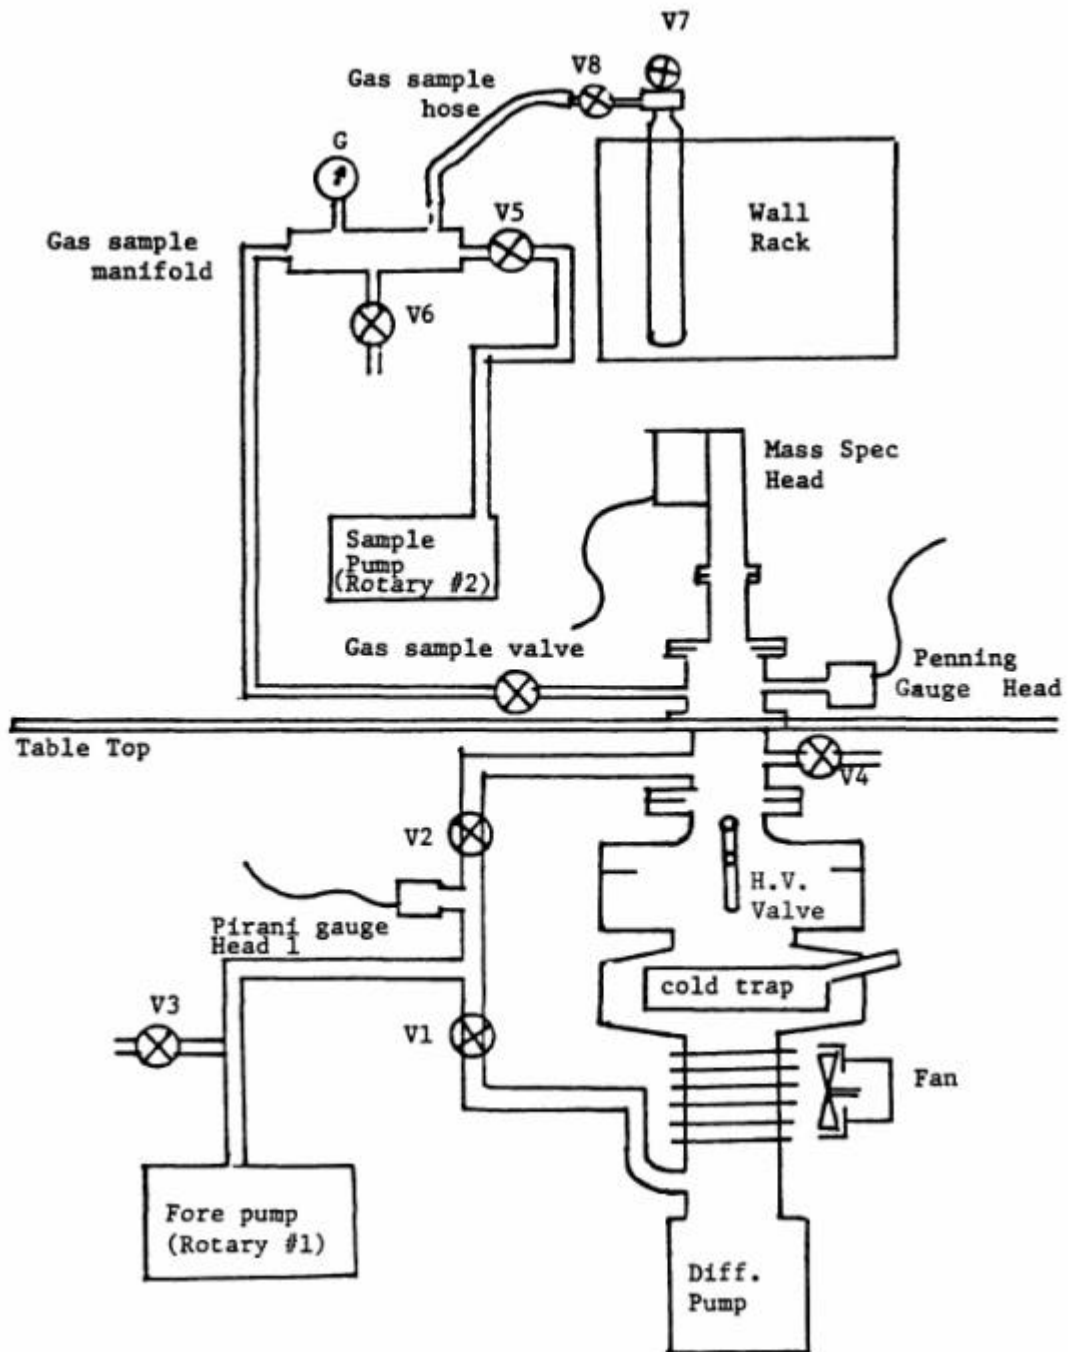 V7
V8
Gas sample
hose
G
V5
Wall
Rack
Gas sample
manifold
V6
Mass Spec
Head
Sample
Pump
(Rotary #2)
Gas sample valve
Penning
Gauge Head
Table Top
V4
V2
H.V.
Valve
Pirani gauge
Head 1
cold trap
V3
V1
Fan
Fore pump
(Rotary #1)
Diff.
Pump